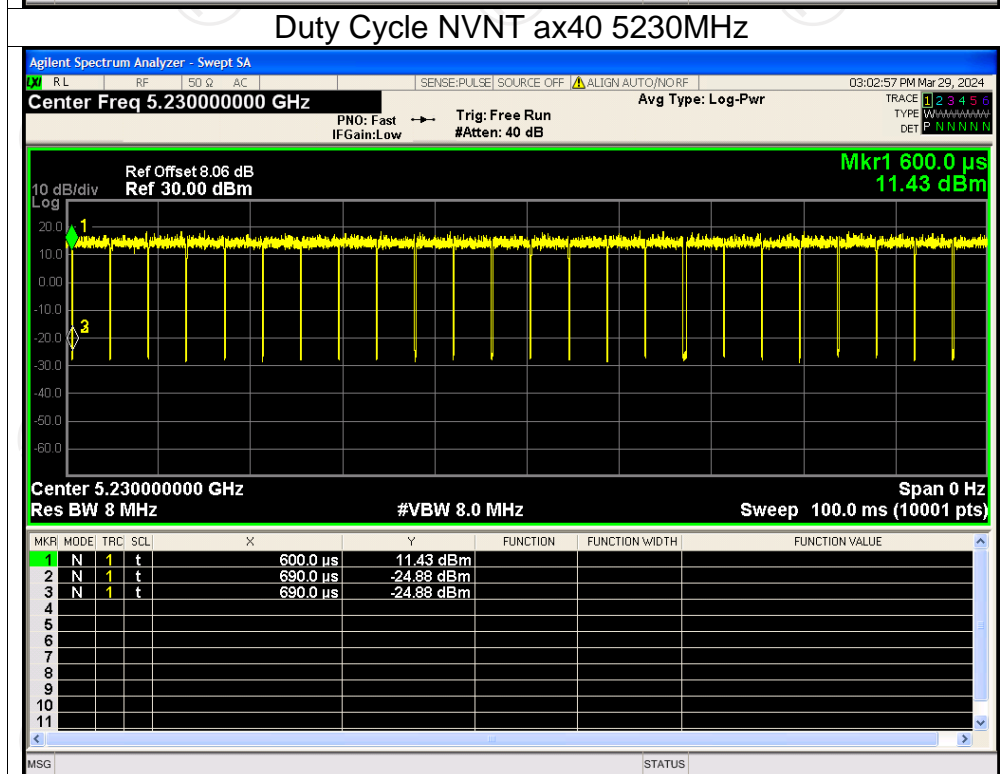 Duty Cycle NVNT ax40 5230MHz
Agilent Spectrum Analyzer - Swept SA
LXI RL RF 50 Ω AC SENSE:PULSE SOURCE OFF ALIGN AUTO/NO RF 03:02:57 PM Mar 29, 2024
Center Freq 5.230000000 GHz Avg Type: Log-Pwr TRACE 1 2 3 4 5 6
PNO: Fast Trig: Free Run TYPE WWWWWW
IFGain:Low #Atten: 40 dB DET P N N N N N
Mkr1 600.0 µs
Ref Offset 8.06 dB 11.43 dBm
10 dB/div Ref 30.00 dBm
Log
20.0
10.0
0.00
-10.0
-20.0
-30.0
-40.0
-50.0
-60.0
1
3
Center 5.230000000 GHz Span 0 Hz
Res BW 8 MHz #VBW 8.0 MHz Sweep 100.0 ms (10001 pts)
MKR MODE TRC SCL X Y FUNCTION FUNCTION WIDTH FUNCTION VALUE
1 N 1 t 600.0 µs 11.43 dBm
2 N 1 t 690.0 µs -24.88 dBm
3 N 1 t 690.0 µs -24.88 dBm
4
5
6
7
8
9
10
11
MSG STATUS